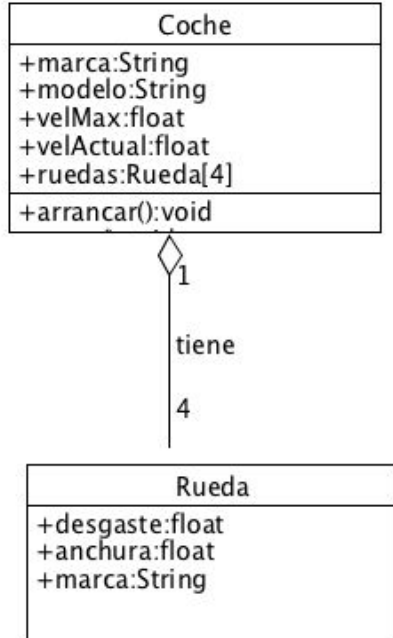 Coche
+marca:String
+modelo:String
+velMax:float
+velActual:float
+ruedas:Rueda[4]
+arrancar():void
1
tiene
4
Rueda
+desgaste:float
+anchura:float
+marca:String